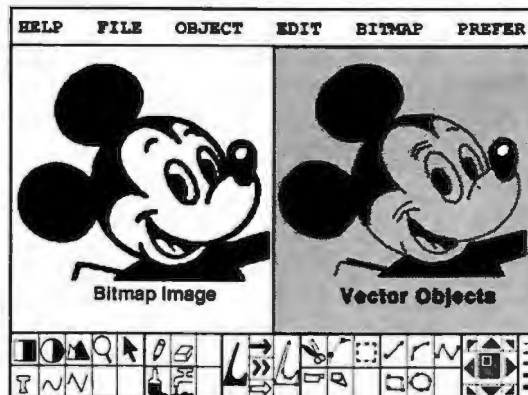 HELP FILE OBJECT EDIT BITMAP PREFER
Bitmap Image Vector Objects
T